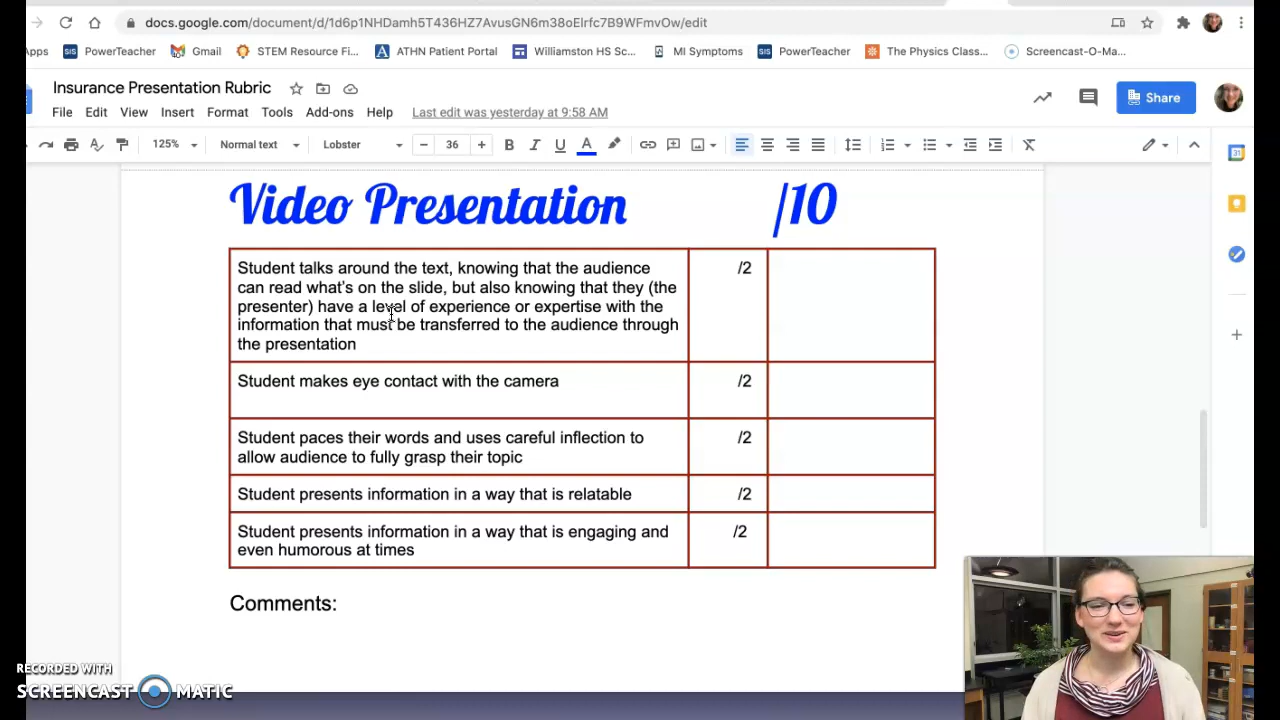 docs.google.com/document/d/1d6p1NHDamh5T436HZ7AvusGN6m38oElrfc7B9WFmvOw/edit
Apps PowerTeacher Gmail STEM Resource Fi... ATHN Patient Portal Williamston HS Sc... MI Symptoms PowerTeacher The Physics Class... Screencast-O-Ma...
Insurance Presentation Rubric
File Edit View Insert Format Tools Add-ons Help Last edit was yesterday at 9:58 AM
Share
125% Normal text Lobster 36 B I U A
Video Presentation /10
Student talks around the text, knowing that the audience /2
can read what's on the slide, but also knowing that they (the
presenter) have a level of experience or expertise with the
information that must be transferred to the audience through
the presentation
Student makes eye contact with the camera /2
Student paces their words and uses careful inflection to /2
allow audience to fully grasp their topic
Student presents information in a way that is relatable /2
Student presents information in a way that is engaging and /2
even humorous at times
Comments:
RECORDED WITH
SCREENCAST MATIC